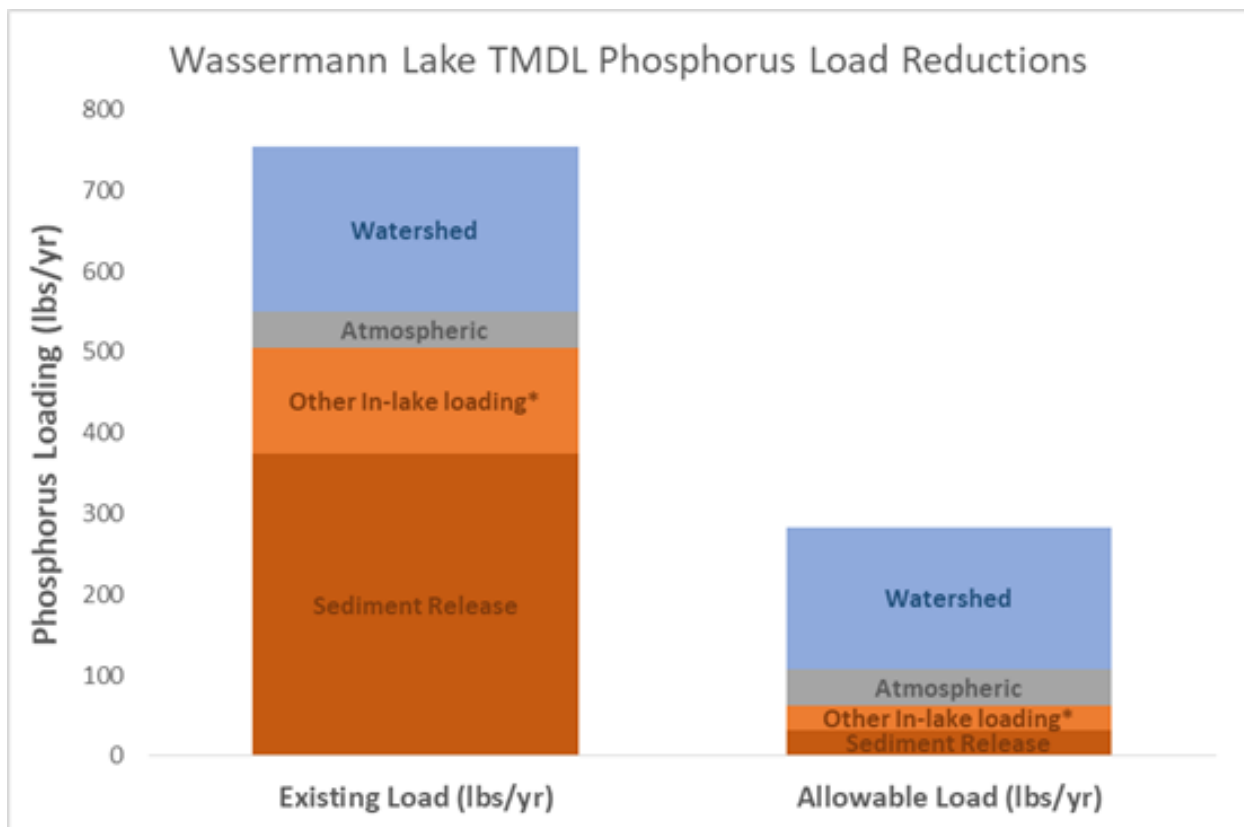 Wassermann Lake TMDL Phosphorus Load Reductions
Phosphorus Loading (lbs/yr)
800
700
600
500
400
300
200
100
0
Watershed
Atmospheric
Other In-lake loading*
Sediment Release
Watershed
Atmospheric
Other In-lake loading*
Sediment Release
Existing Load (lbs/yr)
Allowable Load (lbs/yr)